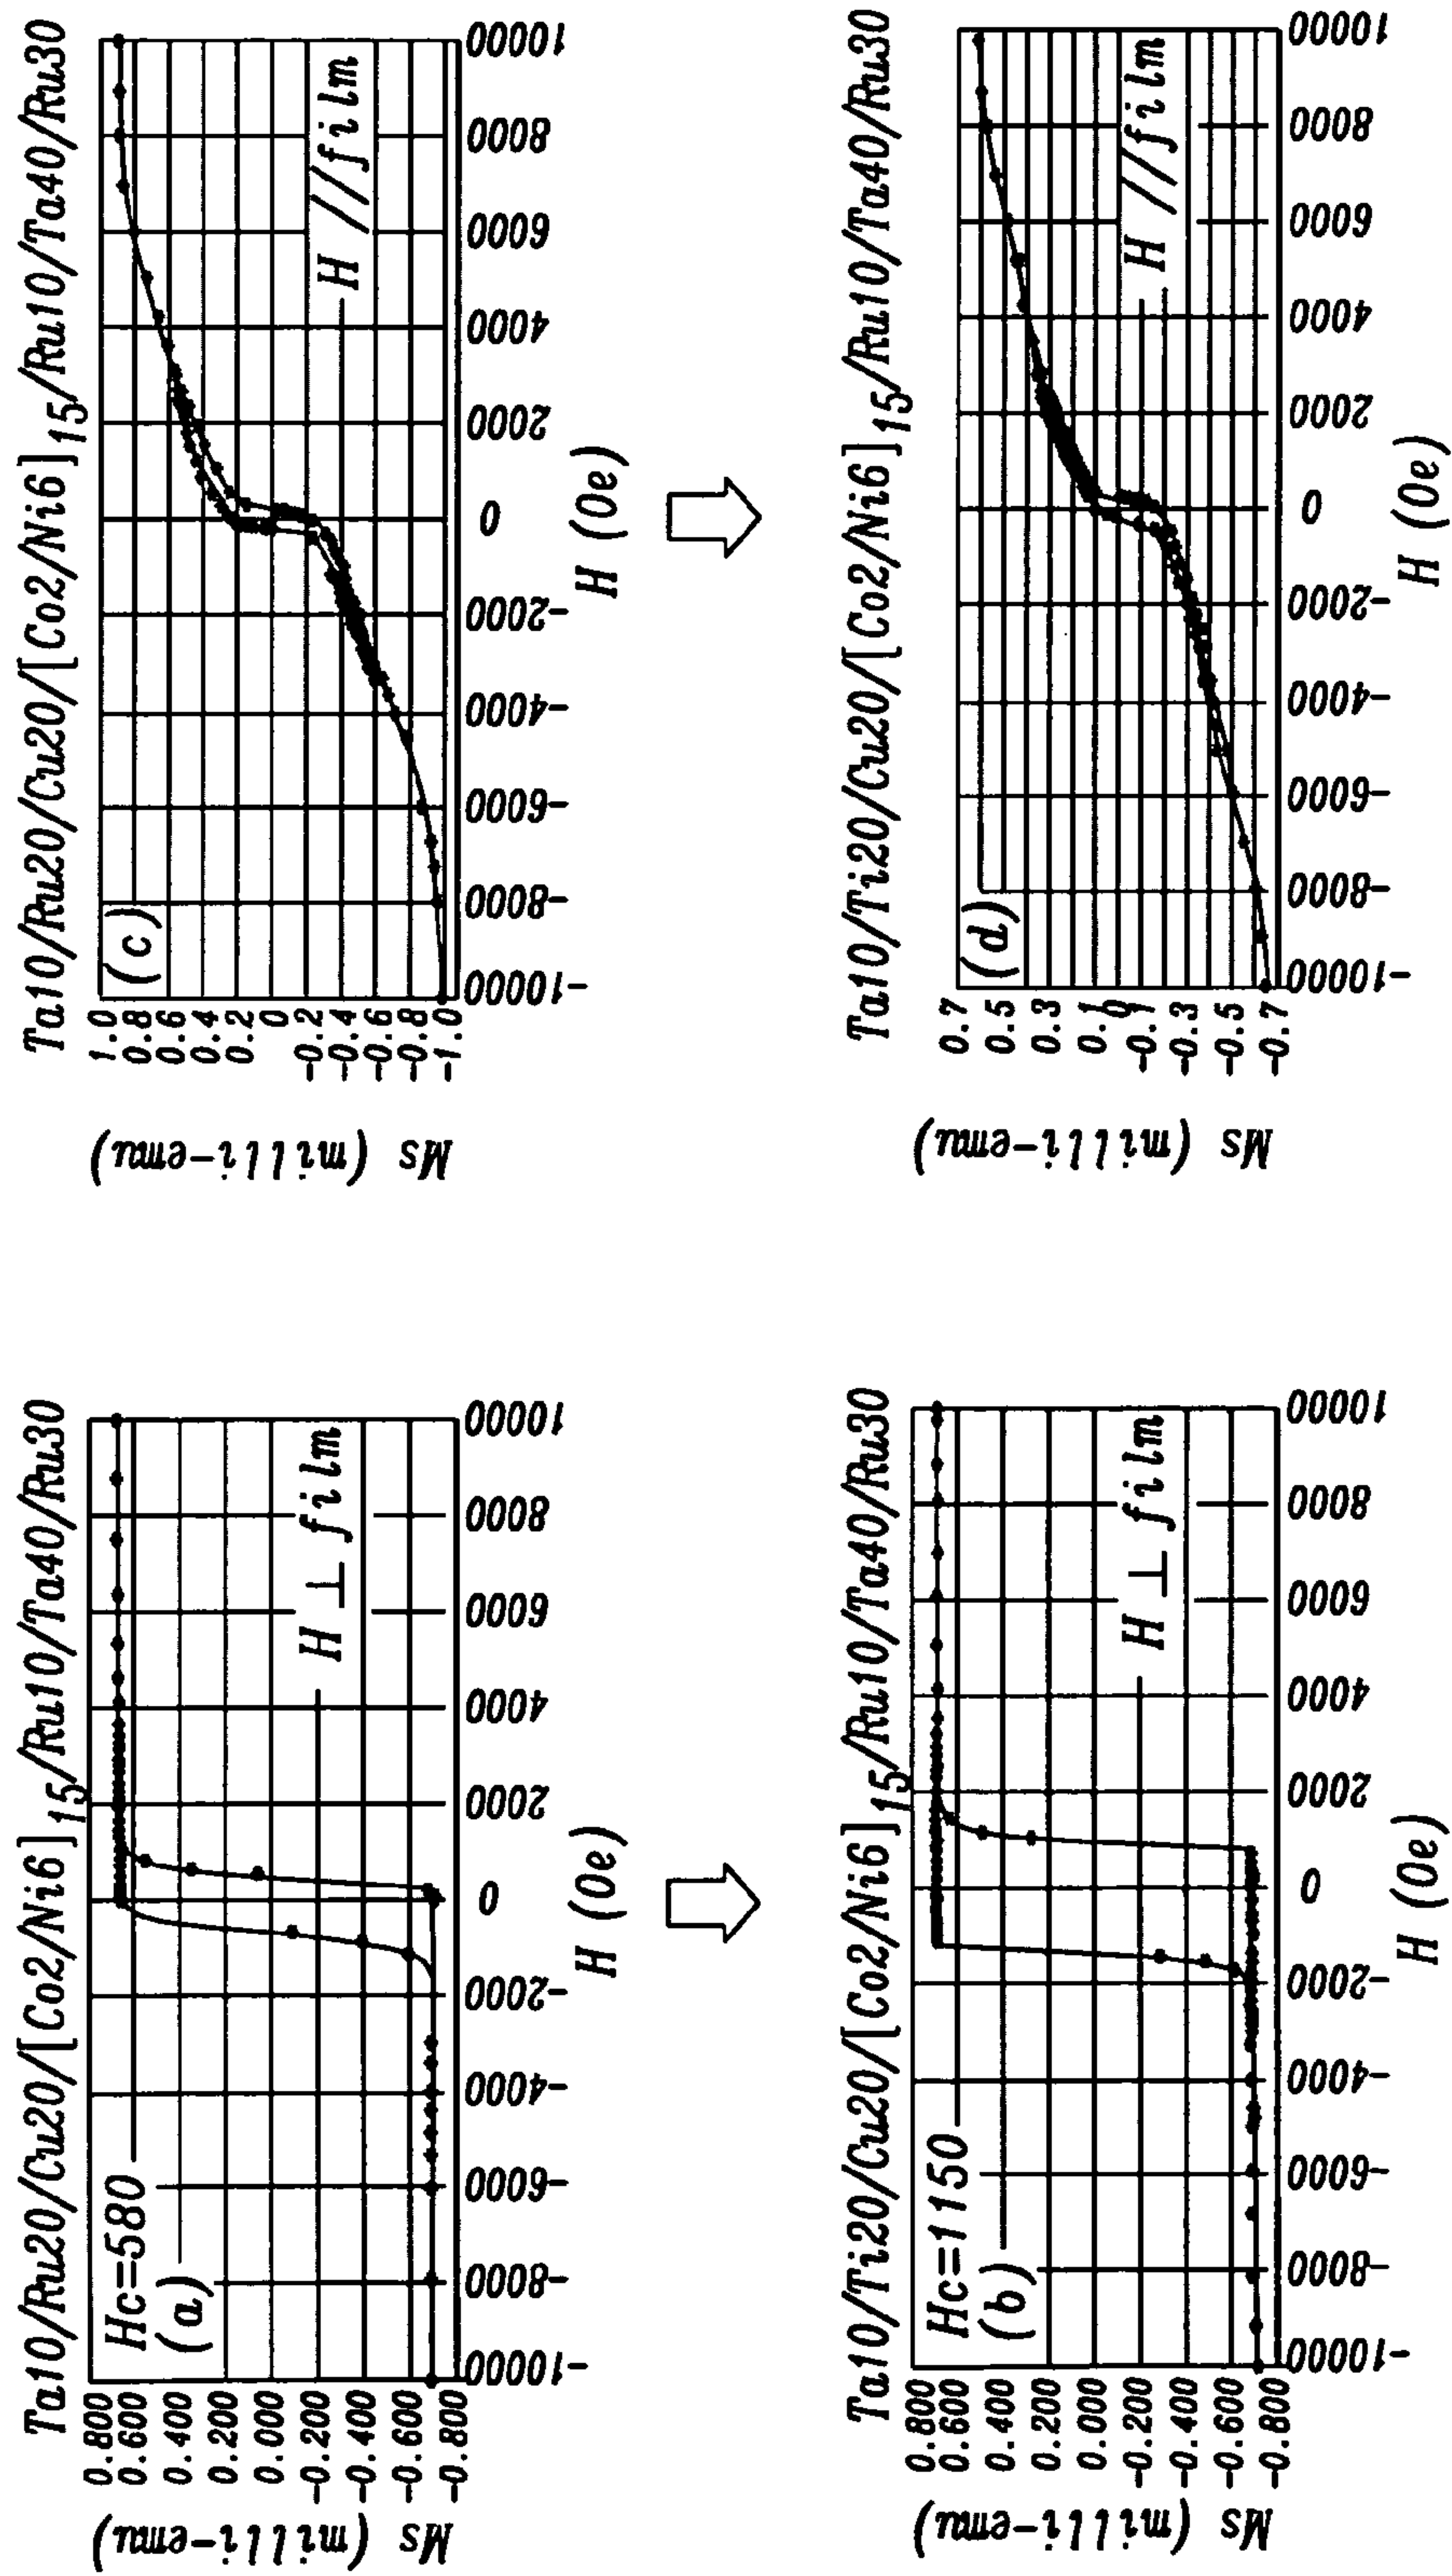 Ta10/Ru20/Cu20/[Co2/Ni6]15/Ru10/Ta40/Ru30
Hc=580
(a)
H ⊥ film
0.800
0.600
0.400
0.200
0.000
-0.200
-0.400
-0.600
-0.800
Ms (milli-emu)
-10000 -8000 -6000 -4000 -2000 0 2000 4000 6000 8000 10000
H (Oe)
Ta10/Ru20/Cu20/[Co2/Ni6]15/Ru10/Ta40/Ru30
(c)
H //film
1.0
0.8
0.6
0.4
0.2
0
-0.2
-0.4
-0.6
-0.8
-1.0
Ms (milli-emu)
-10000 -8000 -6000 -4000 -2000 0 2000 4000 6000 8000 10000
H (Oe)
Ta10/Ti20/Cu20/[Co2/Ni6]15/Ru10/Ta40/Ru30
Hc=1150
(b)
H ⊥ film
0.800
0.600
0.400
0.200
0.000
-0.200
-0.400
-0.600
-0.800
Ms (milli-emu)
-10000 -8000 -6000 -4000 -2000 0 2000 4000 6000 8000 10000
H (Oe)
Ta10/Ti20/Cu20/[Co2/Ni6]15/Ru10/Ta40/Ru30
(d)
H //film
0.7
0.5
0.3
0.1
0
-0.1
-0.3
-0.5
-0.7
Ms (milli-emu)
-10000 -8000 -6000 -4000 -2000 0 2000 4000 6000 8000 10000
H (Oe)